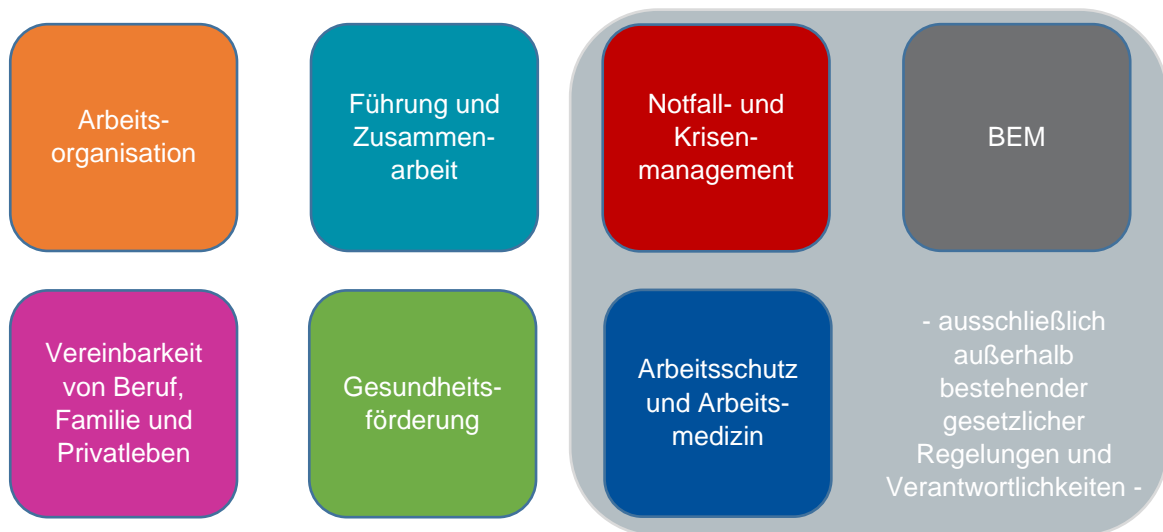 Arbeits-
organisation
Führung und
Zusammen-
arbeit
Notfall- und
Krisen-
management
BEM
Vereinbarkeit
von Beruf,
Familie und
Privatleben
Gesundheits-
förderung
Arbeitsschutz
und Arbeits-
medizin
- ausschließlich
außerhalb
bestehender
gesetzlicher
Regelungen und
Verantwortlichkeiten -